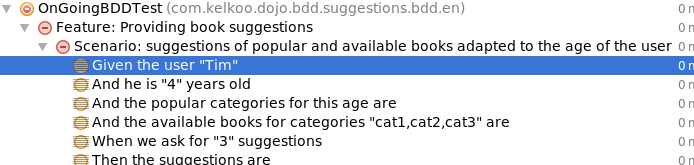 OnGoingBDDTest (com.kelkoo.dojo.bdd.suggestions.bdd.en) 0 m
Feature: Providing book suggestions 0 m
Scenario: suggestions of popular and available books adapted to the age of the user 0 m
Given the user "Tim" 0 m
And he is "4" years old 0 m
And the popular categories for this age are 0 m
And the available books for categories "cat1,cat2,cat3" are 0 m
When we ask for "3" suggestions 0 m
Then the suggestions are 0 m